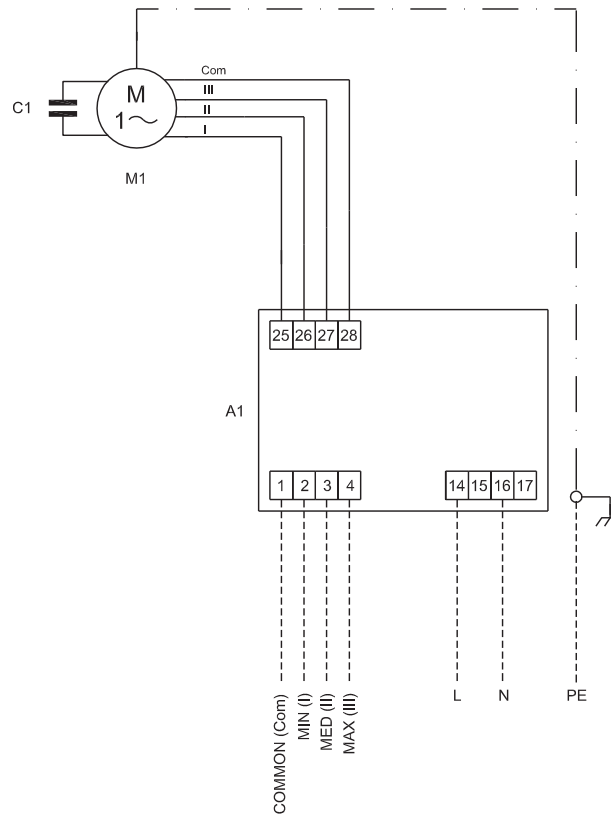 Com
III
C1
M
1~
II
I
M1
25 26 27 28
A1
1 2 3 4
14 15 16 17
COMMON (Com)
MIN (I)
MED (II)
MAX (III)
L
N
PE